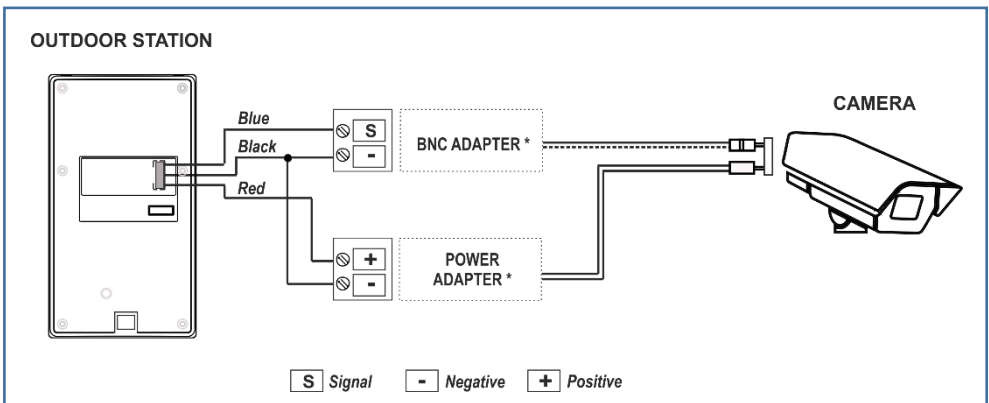 OUTDOOR STATION
CAMERA
Blue
S
BNC ADAPTER *
Black
-
Red
+
POWER
ADAPTER *
-
S Signal - Negative + Positive